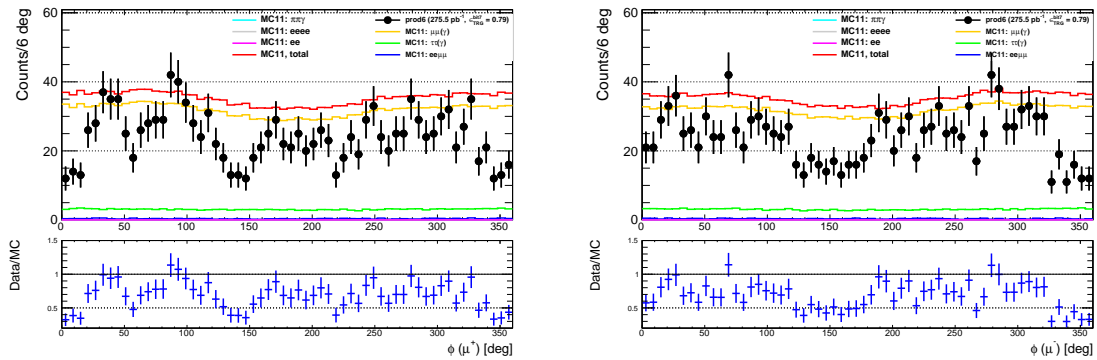 MC11: ππγ
prod6 (275.5 pb⁻¹, ε^bit7_TRG = 0.79)
MC11: eeee
MC11: μμ(γ)
MC11: ee
MC11: ττ(γ)
MC11, total
MC11: eeμμ
Counts/6 deg
60
40
20
0
0 50 100 150 200 250 300 350
Data/MC
1.5
1
0.5
0 50 100 150 200 250 300 350
φ (μ⁺) [deg]
MC11: ππγ
prod6 (275.5 pb⁻¹, ε^bit7_TRG = 0.79)
MC11: eeee
MC11: μμ(γ)
MC11: ee
MC11: ττ(γ)
MC11, total
MC11: eeμμ
Counts/6 deg
60
40
20
0
0 50 100 150 200 250 300 350
Data/MC
1.5
1
0.5
0 50 100 150 200 250 300 350
φ (μ⁻) [deg]